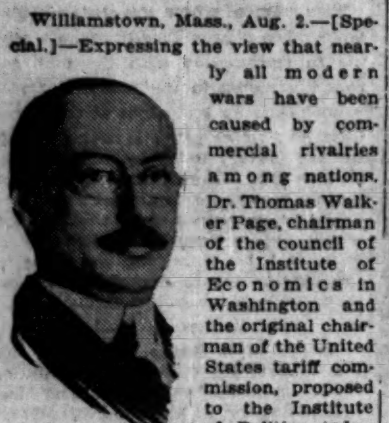 Williamstown, Mass., Aug. 2.—[Spe-
cial.]—Expressing the view that near-
ly all modern
wars have been
caused by com-
mercial rivalries
among nations,
Dr. Thomas Walk-
er Page, chairman
of the council of
the Institute of
Economics in
Washington and
the original chair-
man of the United
States tariff com-
mission, proposed
to the Institute